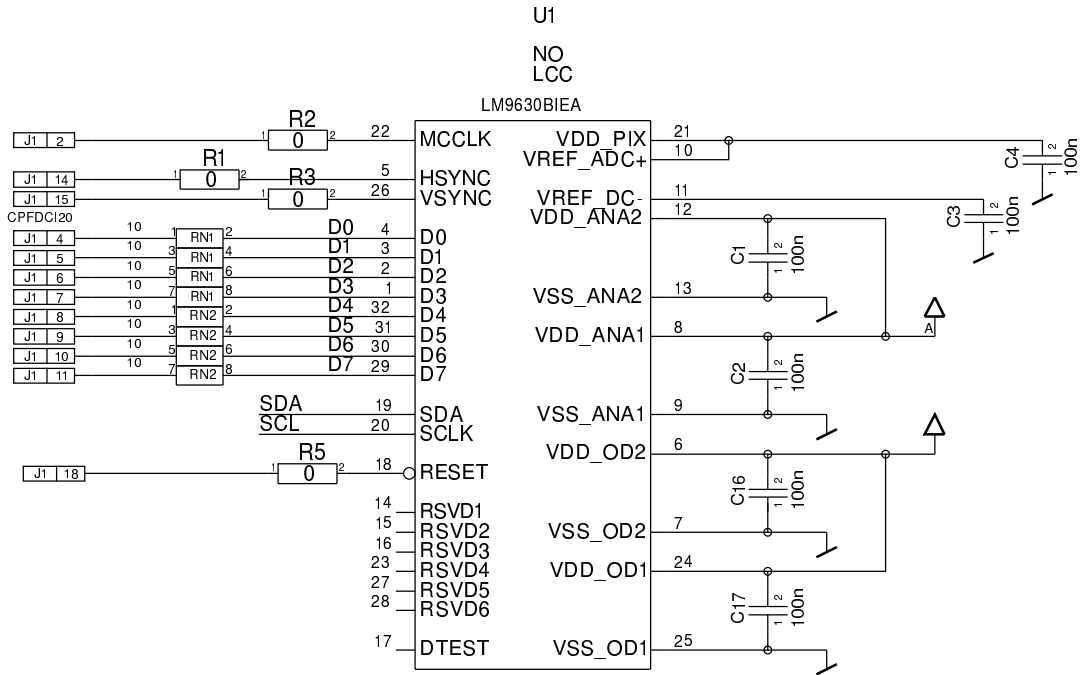 U1
NO
LCC
LM9630BIEA
J1 2 1 R2 0 2 22 MCCLK VDD_PIX 21
VREF_ADC+ 10
C4 1 2 100n
J1 14 1 R1 0 2 5 HSYNC
J1 15 1 R3 0 2 26 VSYNC VREF_DC- 11
CPFDCI20
VDD_ANA2 12
C3 1 2 100n
J1 4 10 1 RN1 2 D0 4 D0
J1 5 10 3 RN1 4 D1 3 D1
C1 1 2 100n
J1 6 10 5 RN1 6 D2 2 D2
J1 7 10 7 RN1 8 D3 1 D3 VSS_ANA2 13
J1 8 10 1 RN2 2 D4 32 D4
J1 9 10 3 RN2 4 D5 31 D5 VDD_ANA1 8 A
J1 10 10 5 RN2 6 D6 30 D6
J1 11 10 7 RN2 8 D7 29 D7
C2 1 2 100n
SDA 19 SDA VSS_ANA1 9
SCL 20 SCLK
VDD_OD2 6
J1 18 1 R5 0 2 18 RESET
C16 1 2 100n
14 RSVD1
15 RSVD2 VSS_OD2 7
16 RSVD3
23 RSVD4 VDD_OD1 24
27 RSVD5
28 RSVD6
C17 1 2 100n
17 DTEST VSS_OD1 25